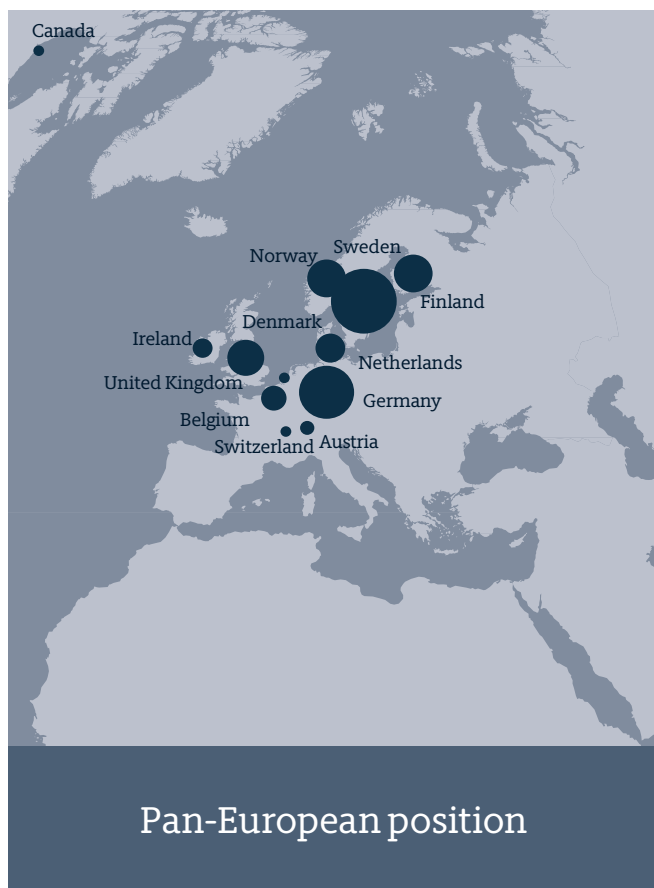 Canada
Norway
Sweden
Finland
Denmark
Ireland
Netherlands
United Kingdom
Germany
Belgium
Switzerland
Austria
Pan-European position